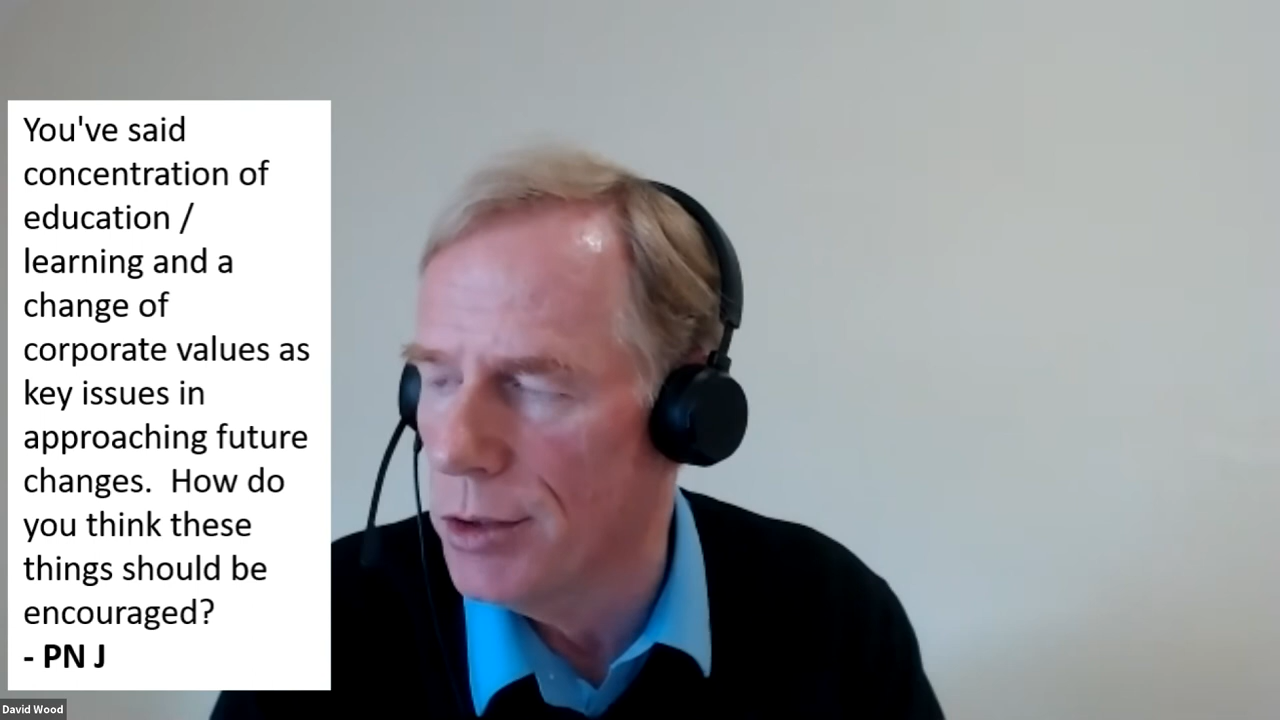 You've said
concentration of
education /
learning and a
change of
corporate values as
key issues in
approaching future
changes.  How do
you think these
things should be
encouraged?
- PN J
David Wood